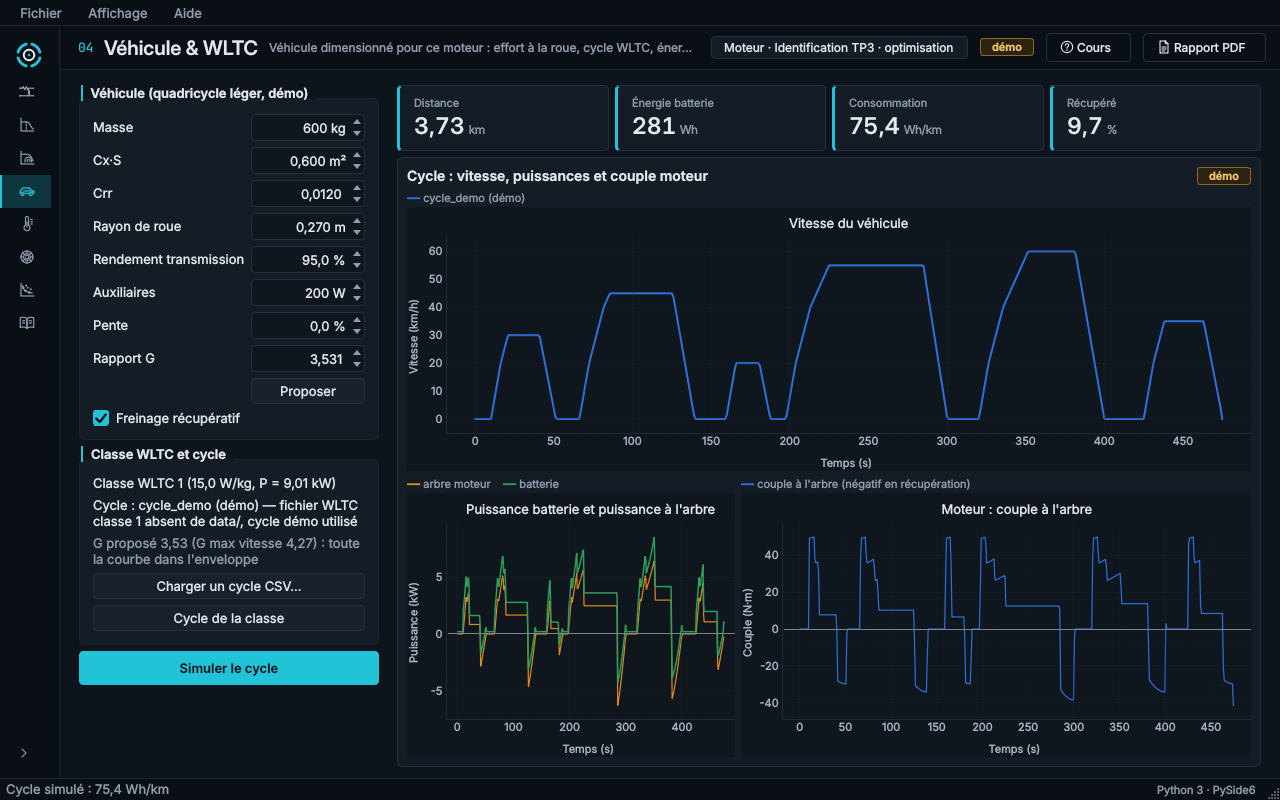 Fichier Affichage Aide
04 Véhicule & WLTC Véhicule dimensionné pour ce moteur : effort à la roue, cycle WLTC, éner... Moteur · Identification TP3 · optimisation démo Cours Rapport PDF
Véhicule (quadricycle léger, démo)
Masse 600 kg
Cx·S 0,600 m²
Crr 0,0120
Rayon de roue 0,270 m
Rendement transmission 95,0 %
Auxiliaires 200 W
Pente 0,0 %
Rapport G 3,531
Proposer
Freinage récupératif
Classe WLTC et cycle
Classe WLTC 1 (15,0 W/kg, P = 9,01 kW)
Cycle : cycle_demo (démo) — fichier WLTC
classe 1 absent de data/, cycle démo utilisé
G proposé 3,53 (G max vitesse 4,27) : toute
la courbe dans l'enveloppe
Charger un cycle CSV...
Cycle de la classe
Simuler le cycle
Distance
3,73 km
Énergie batterie
281 Wh
Consommation
75,4 Wh/km
Récupéré
9,7 %
Cycle : vitesse, puissances et couple moteur démo
cycle_demo (démo)
Vitesse du véhicule
Vitesse (km/h)
60
50
40
30
20
10
0
0 50 100 150 200 250 300 350 400 450
Temps (s)
arbre moteur batterie
Puissance batterie et puissance à l'arbre
Puissance (kW)
5
0
-5
0 100 200 300 400
Temps (s)
couple à l'arbre (négatif en récupération)
Moteur : couple à l'arbre
Couple (N·m)
40
20
0
-20
-40
0 50 100 150 200 250 300 350 400 450
Temps (s)
Cycle simulé : 75,4 Wh/km Python 3 · PySide6